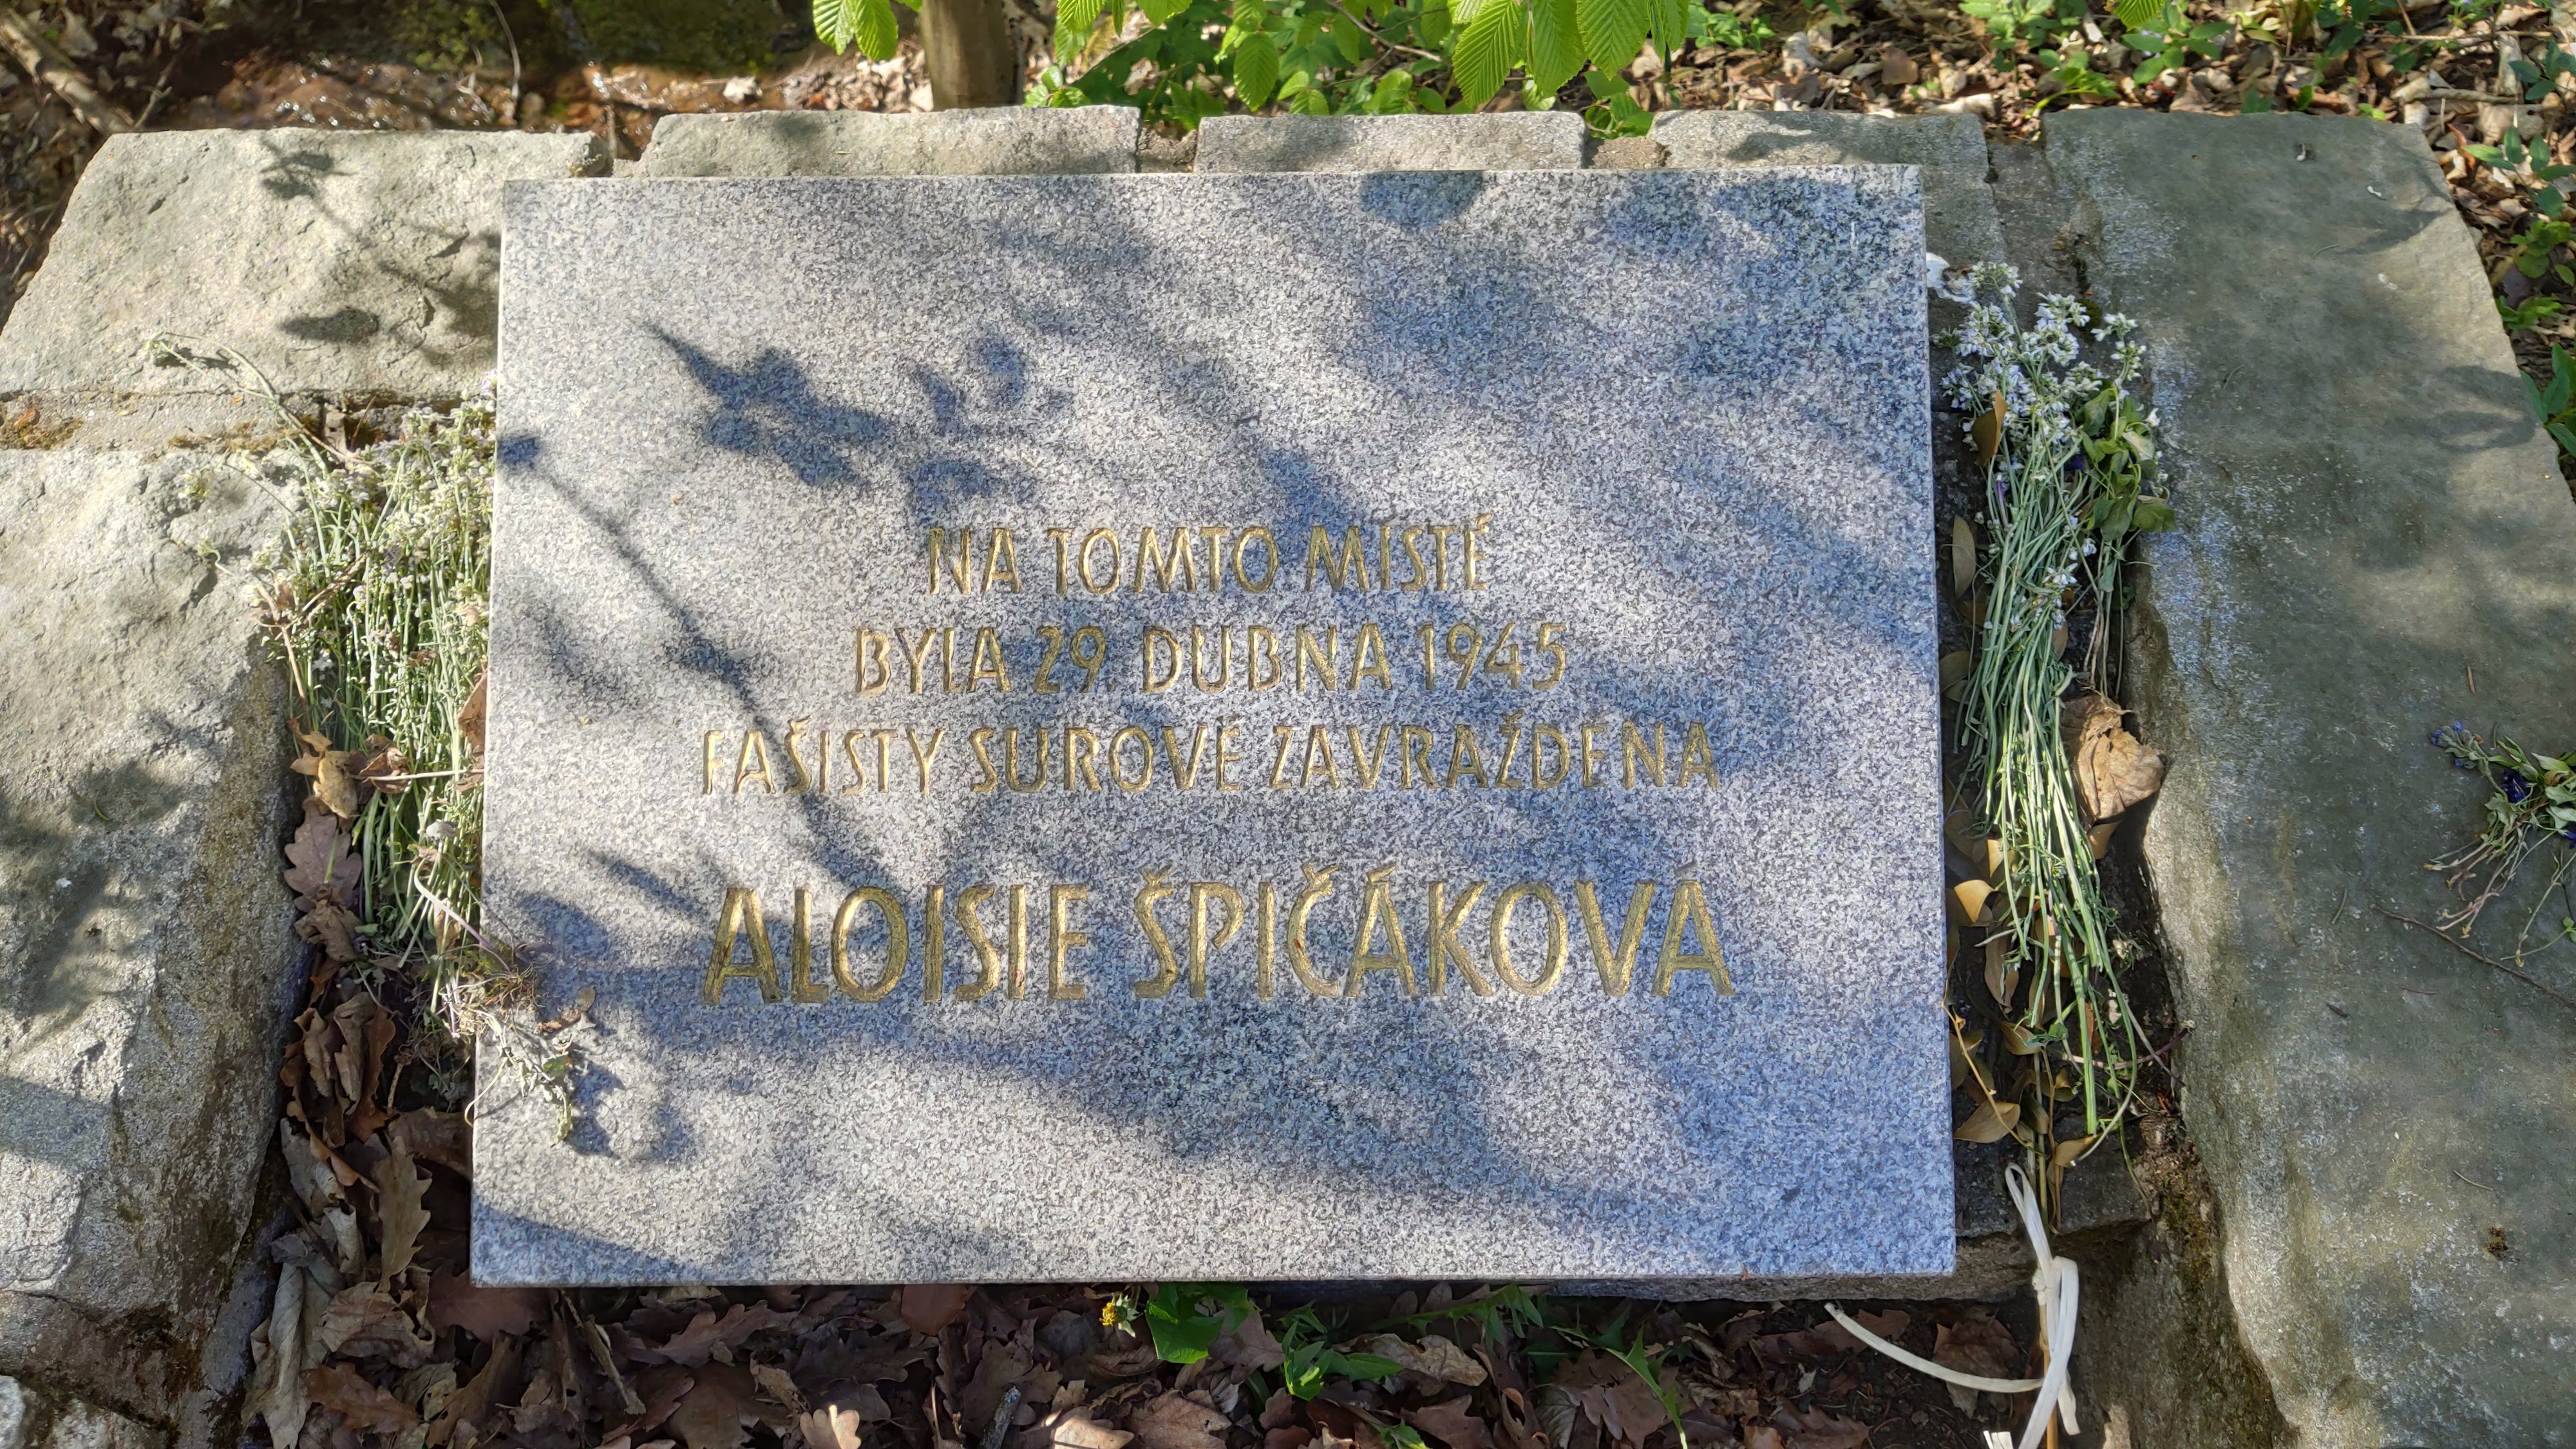 NA TOMTO MÍSTĚ
BYLA 29. DUBNA 1945
FAŠISTY SUROVĚ ZAVRAŽDĚNA
ALOISIE ŠPIČÁKOVÁ